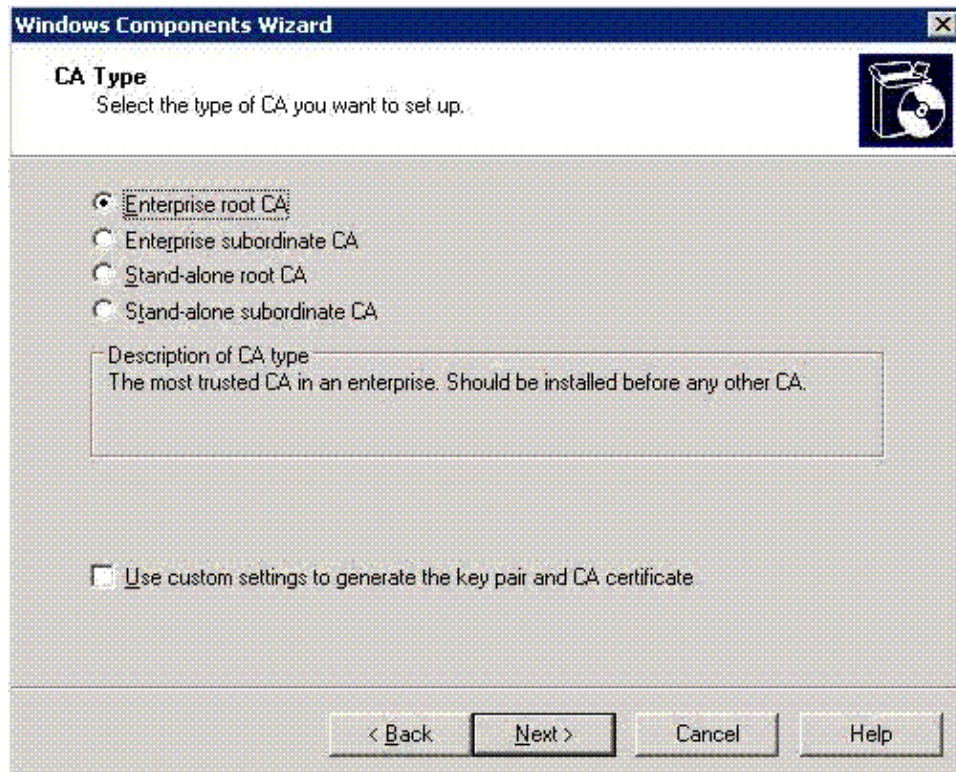 Windows Components Wizard
CA Type
Select the type of CA you want to set up.
Enterprise root CA
Enterprise subordinate CA
Stand-alone root CA
Stand-alone subordinate CA
Description of CA type
The most trusted CA in an enterprise. Should be installed before any other CA.
Use custom settings to generate the key pair and CA certificate
< Back Next > Cancel Help